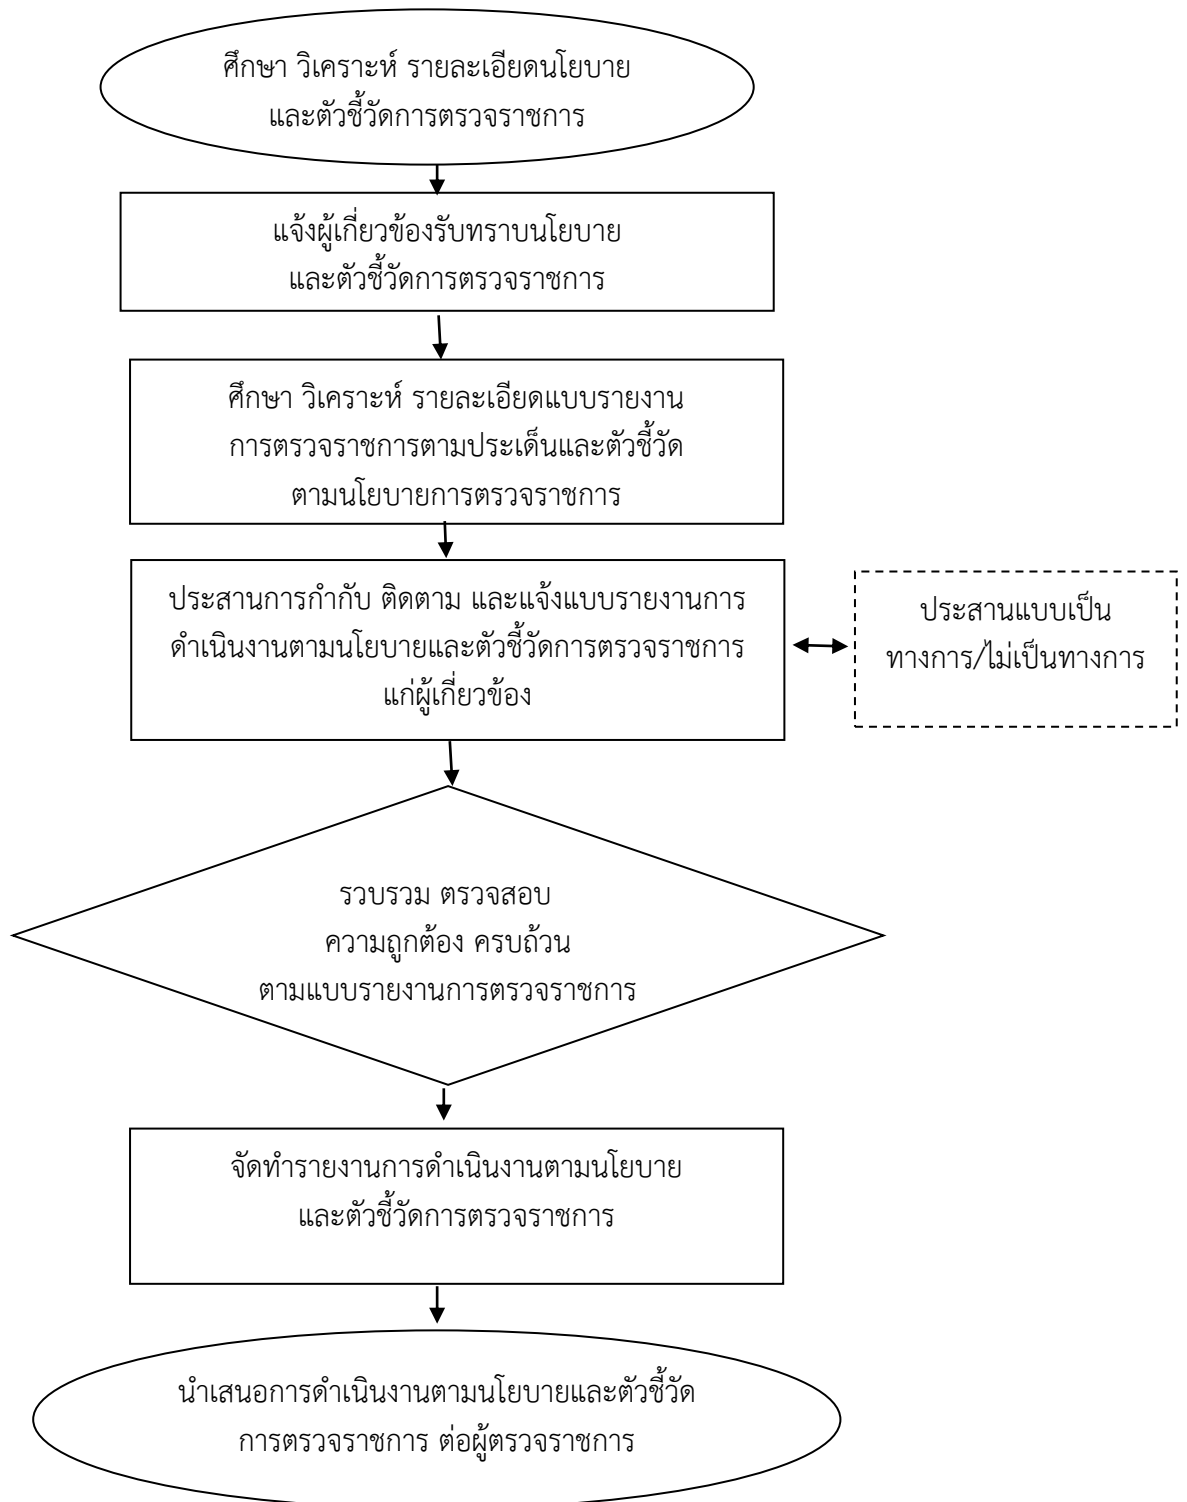 ศึกษา วิเคราะห์ รายละเอียดนโยบาย
และตัวชี้วัดการตรวจราชการ
แจ้งผู้เกี่ยวข้องรับทราบนโยบาย
และตัวชี้วัดการตรวจราชการ
ศึกษา วิเคราะห์ รายละเอียดแบบรายงาน
การตรวจราชการตามประเด็นและตัวชี้วัด
ตามนโยบายการตรวจราชการ
ประสานการกำกับ ติดตาม และแจ้งแบบรายงานการ
ดำเนินงานตามนโยบายและตัวชี้วัดการตรวจราชการ
แก่ผู้เกี่ยวข้อง
ประสานแบบเป็น
ทางการ/ไม่เป็นทางการ
รวบรวม ตรวจสอบ
ความถูกต้อง ครบถ้วน
ตามแบบรายงานการตรวจราชการ
จัดทำรายงานการดำเนินงานตามนโยบาย
และตัวชี้วัดการตรวจราชการ
นำเสนอการดำเนินงานตามนโยบายและตัวชี้วัด
การตรวจราชการ ต่อผู้ตรวจราชการ